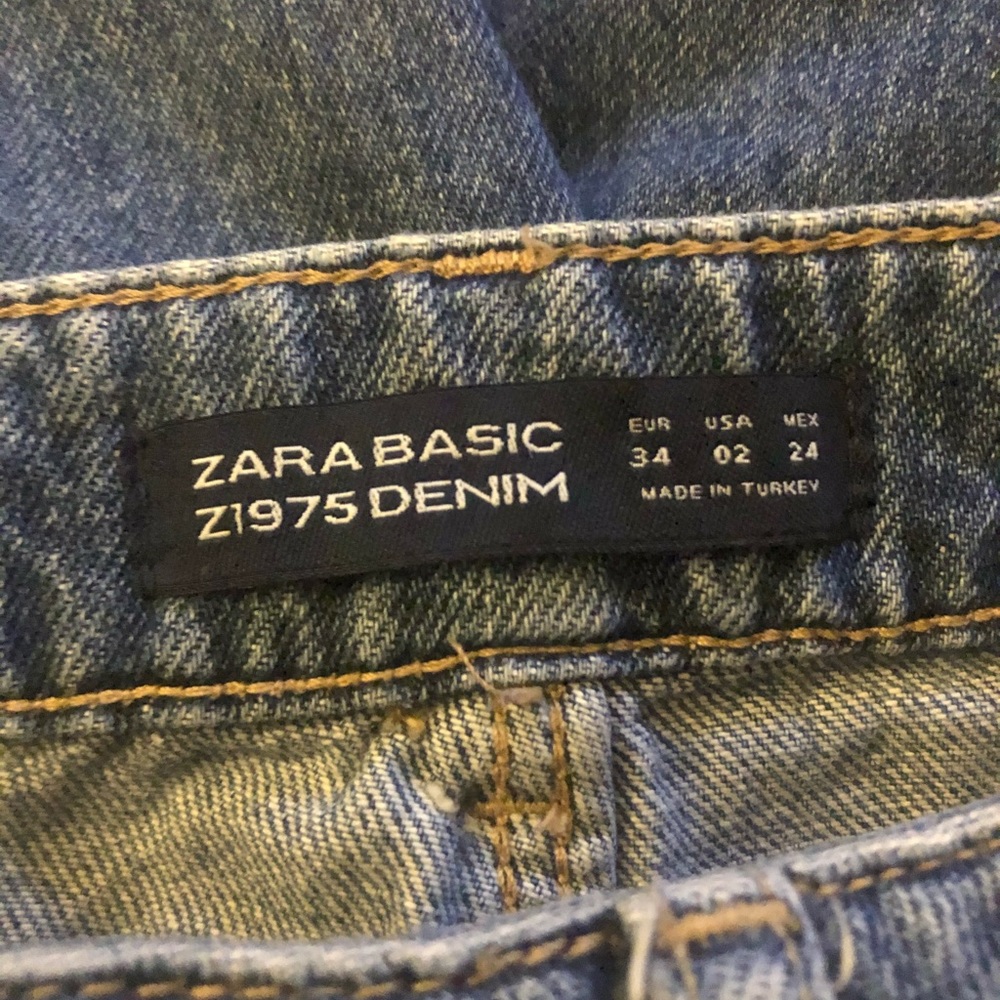 ZARA BASIC
Z1975 DENIM
EUR USA MEX
34 02 24
MADE IN TURKEY